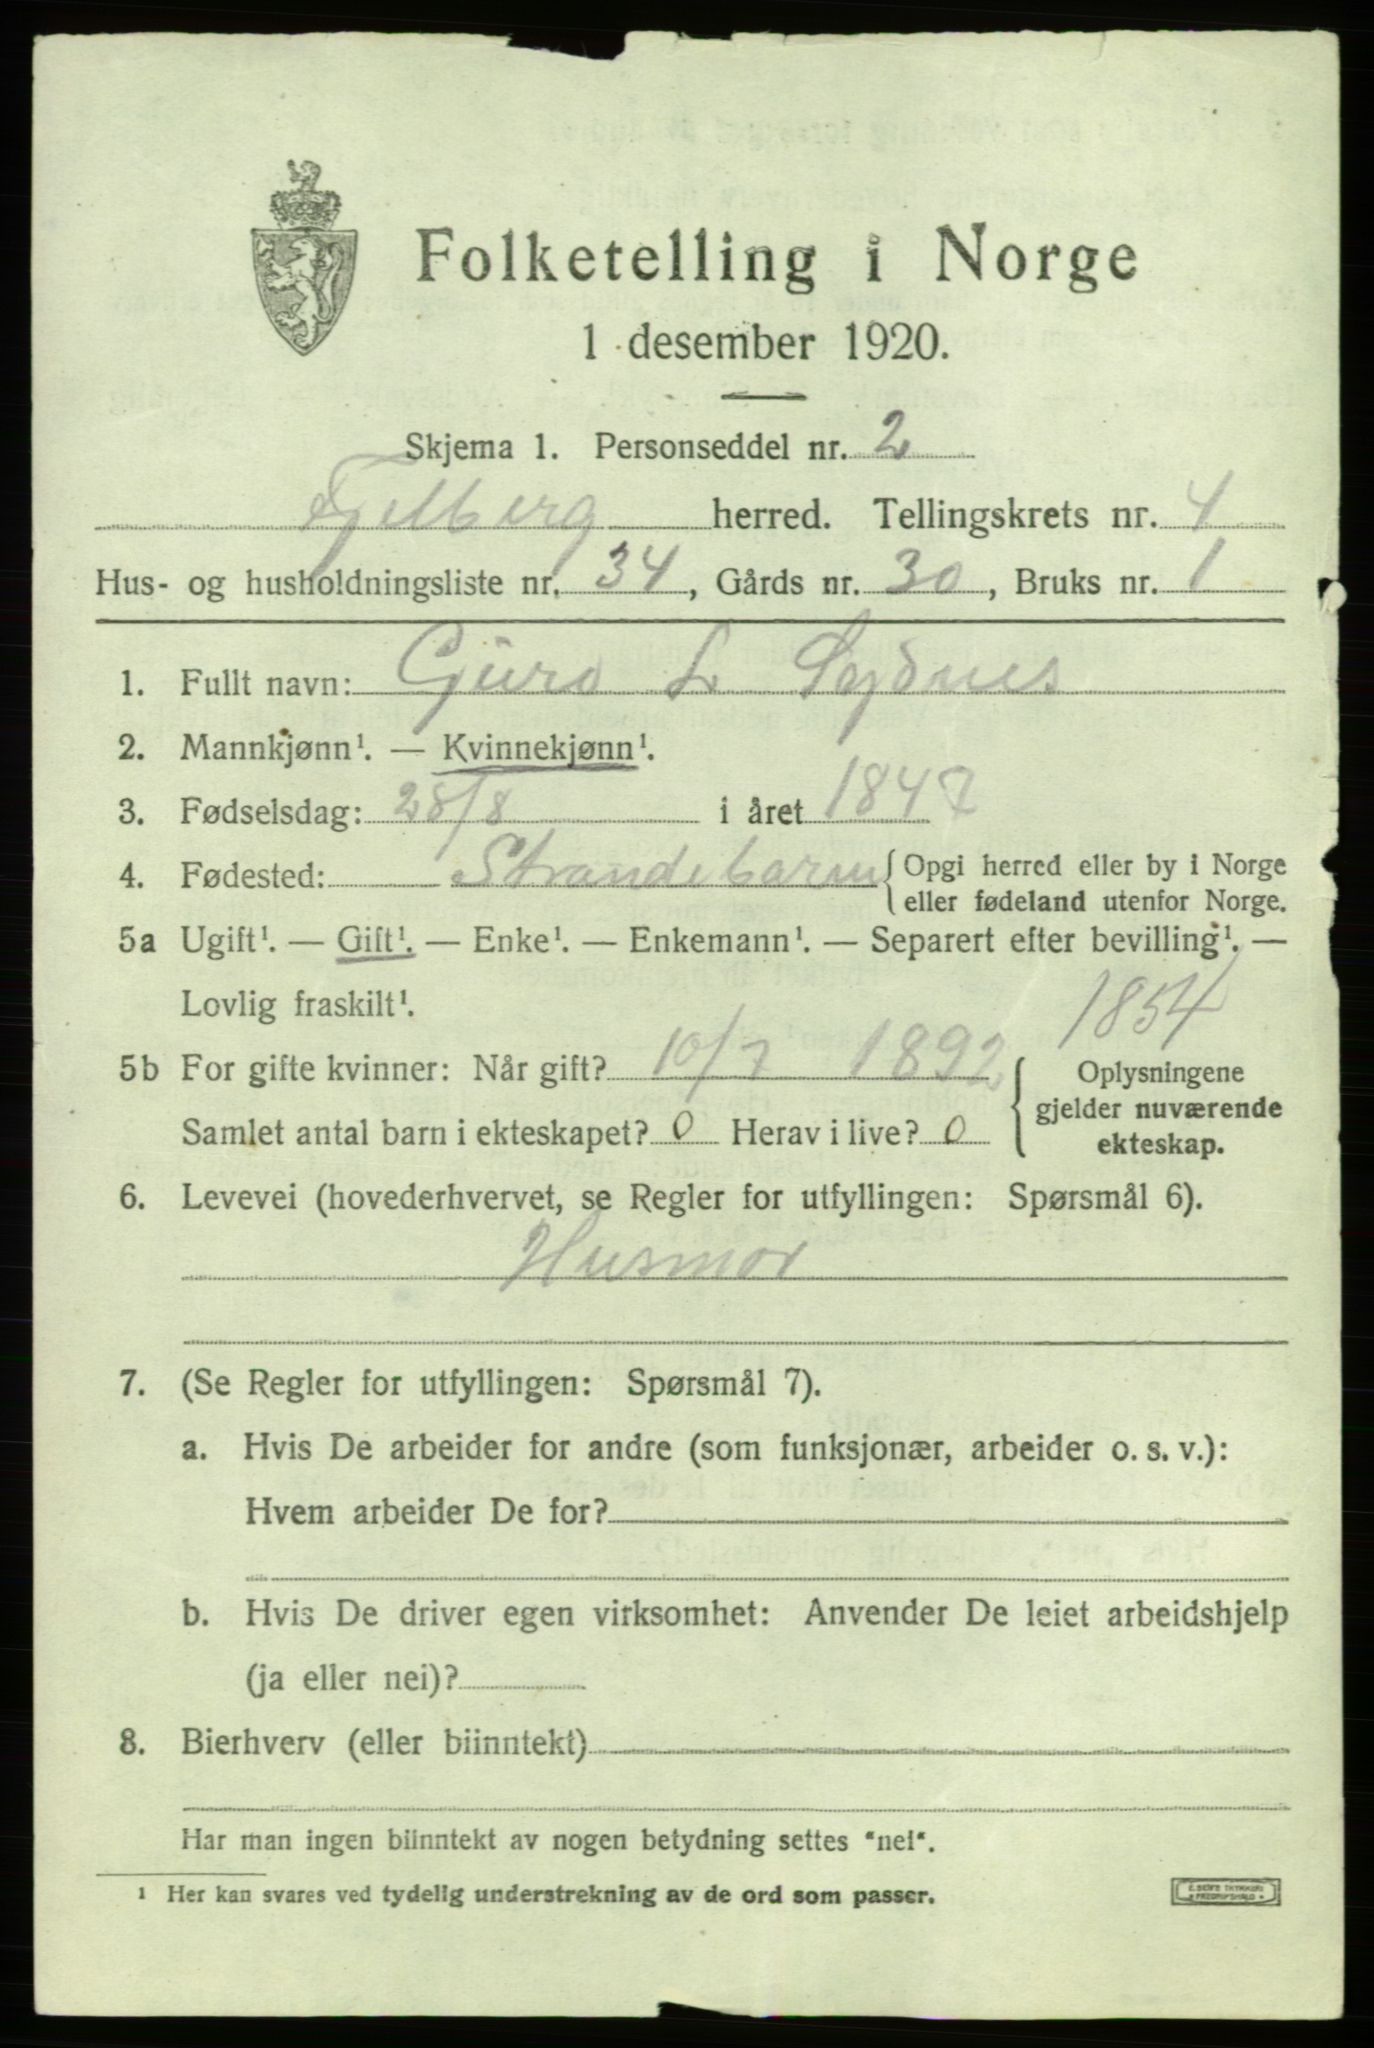 Folketelling i Norge
1 desember 1920.
Skjema 1. Personseddel nr. 2
Fjelberg herred. Tellingskrets nr. 4
Hus- og husholdningsliste nr. 34, Gårds nr. 30, Bruks nr. 1
1. Fullt navn: Guro L
2. Mannkjønn¹. — Kvinnekjønn¹.
3. Fødselsdag: 28/8 i året 1847
4. Fødested: Strandebarm { Opgi herred eller by i Norge
eller fødeland utenfor Norge.
5a Ugift¹. — Gift¹. — Enke¹. — Enkemann¹. — Separert efter bevilling¹. —
Lovlig fraskilt¹.
1854
5b For gifte kvinner: Når gift? 10/7 1892 { Oplysningene
gjelder nuværende
Samlet antal barn i ekteskapet? 0 Herav i live? 0
ekteskap.
6. Levevei (hovederhvervet, se Regler for utfyllingen: Spørsmål 6).
Husmor
7. (Se Regler for utfyllingen: Spørsmål 7).
a. Hvis De arbeider for andre (som funksjonær, arbeider o. s. v.):
Hvem arbeider De for?
b. Hvis De driver egen virksomhet: Anvender De leiet arbeidshjelp
(ja eller nei)?
8. Bierhverv (eller biinntekt)
Har man ingen biinntekt av nogen betydning settes "nei".
¹ Her kan svares ved tydelig understrekning av de ord som passer.